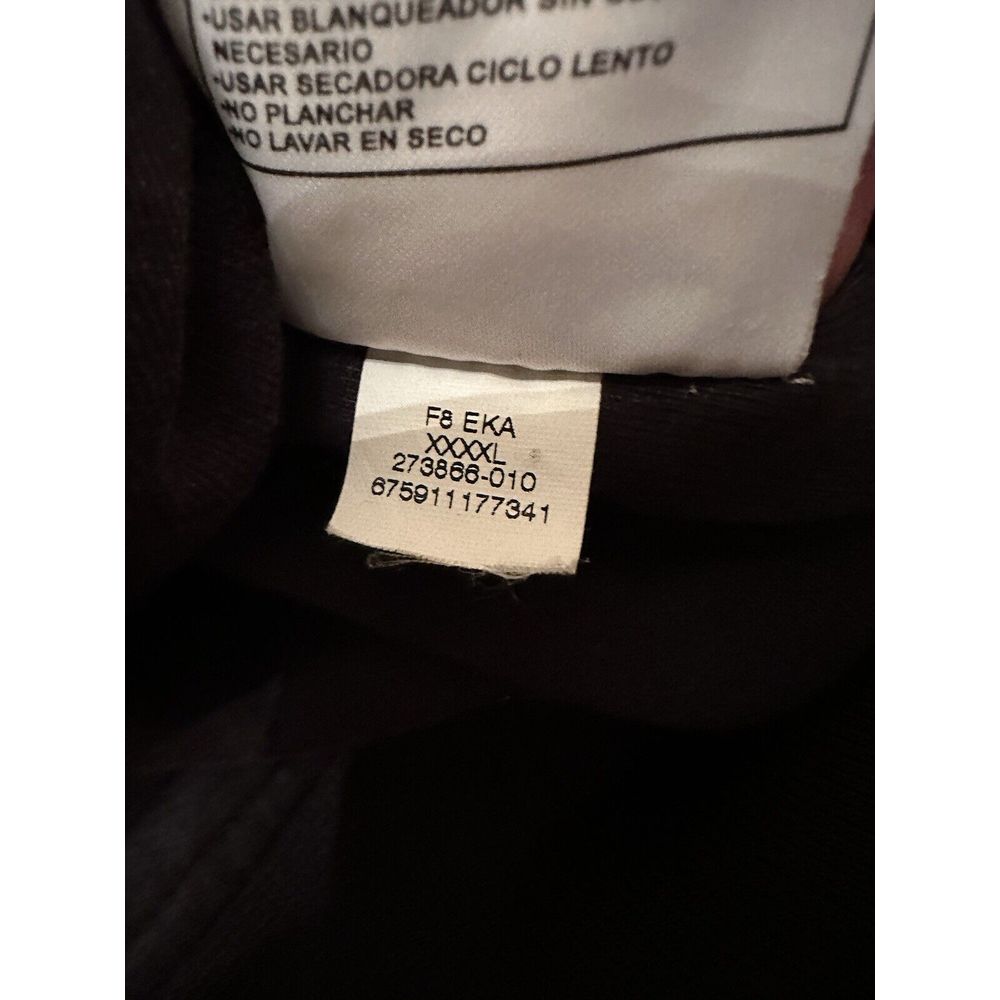 •USAR BLANQUEADOR SIN
NECESARIO
•USAR SECADORA CICLO LENTO
•NO PLANCHAR
•NO LAVAR EN SECO
F8 EKA
XXXXL
273866-010
675911177341